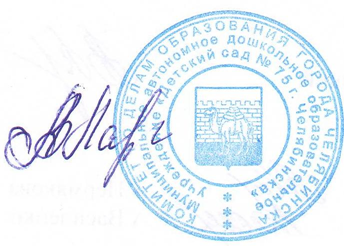 КОМИТЕТ ПО ДЕЛАМ ОБРАЗОВАНИЯ ГОРОДА ЧЕЛЯБИНСКА
Муниципальное автономное дошкольное образовательное
учреждение «Детский сад № 75 г. Челябинска»